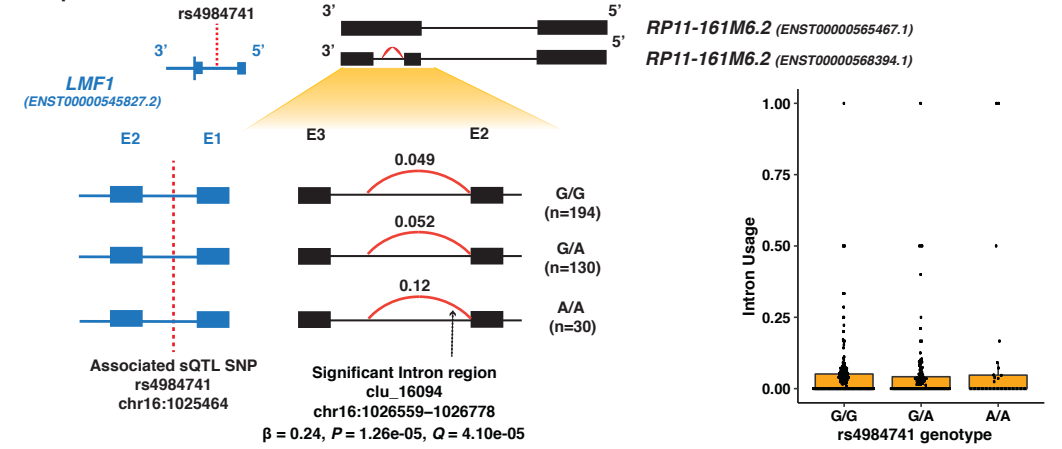 rs4984741
3’ 5’
LMF1
(ENST00000545827.2)
3’ 5’
RP11-161M6.2 (ENST00000565467.1)
3’ 5’
RP11-161M6.2 (ENST00000568394.1)
E2 E1
E3 E2
0.049
G/G
(n=194)
0.052
G/A
(n=130)
0.12
A/A
(n=30)
Associated sQTL SNP
rs4984741
chr16:1025464
Significant Intron region
clu_16094
chr16:1026559–1026778
β = 0.24, P = 1.26e-05, Q = 4.10e-05
Intron Usage
1.00
0.75
0.50
0.25
0.00
G/G G/A A/A
rs4984741 genotype